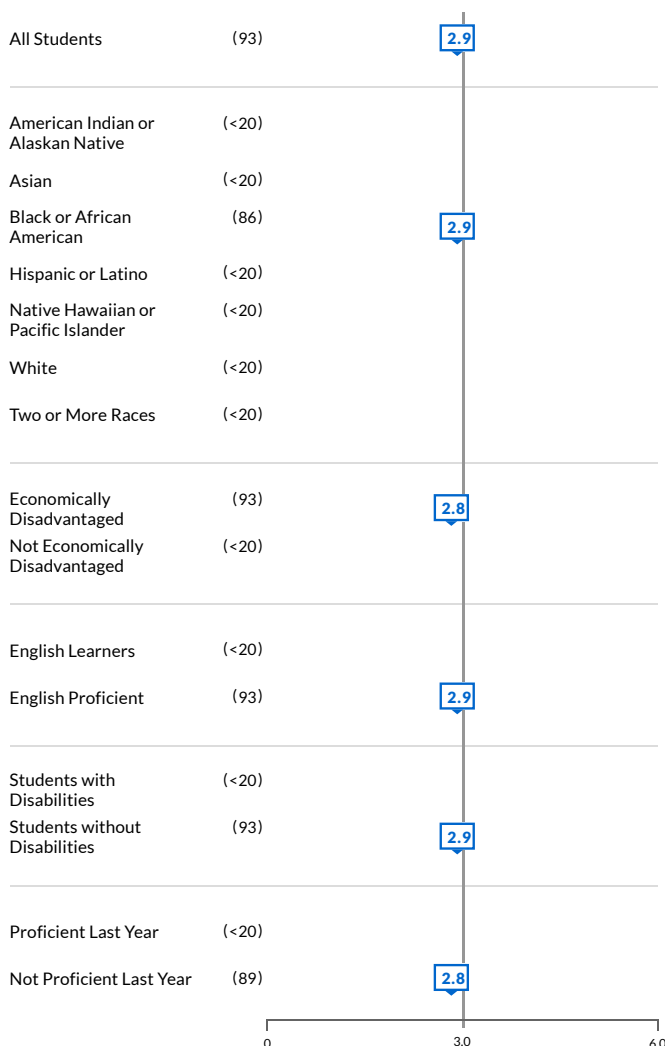 All Students (93) 2.9
American Indian or (<20)
Alaskan Native
Asian (<20)
Black or African (86) 2.9
American
Hispanic or Latino (<20)
Native Hawaiian or (<20)
Pacific Islander
White (<20)
Two or More Races (<20)
Economically (93) 2.8
Disadvantaged
Not Economically (<20)
Disadvantaged
English Learners (<20)
English Proficient (93) 2.9
Students with (<20)
Disabilities
Students without (93) 2.9
Disabilities
Proficient Last Year (<20)
Not Proficient Last Year (89) 2.8
0 3.0 6.0